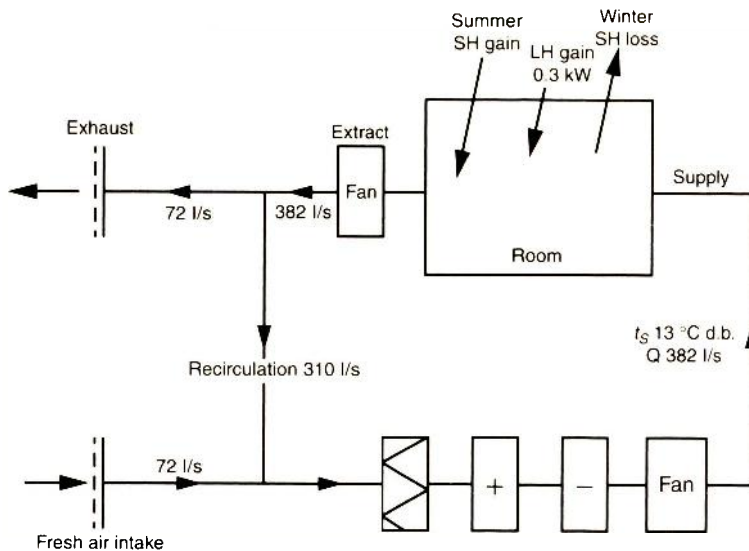 Summer
SH gain
LH gain
0.3 kW
Winter
SH loss
Exhaust
Extract
Fan
Supply
72 l/s
382 l/s
Room
t_S 13 °C d.b.
Q 382 l/s
Recirculation 310 l/s
72 l/s
+
−
Fan
Fresh air intake